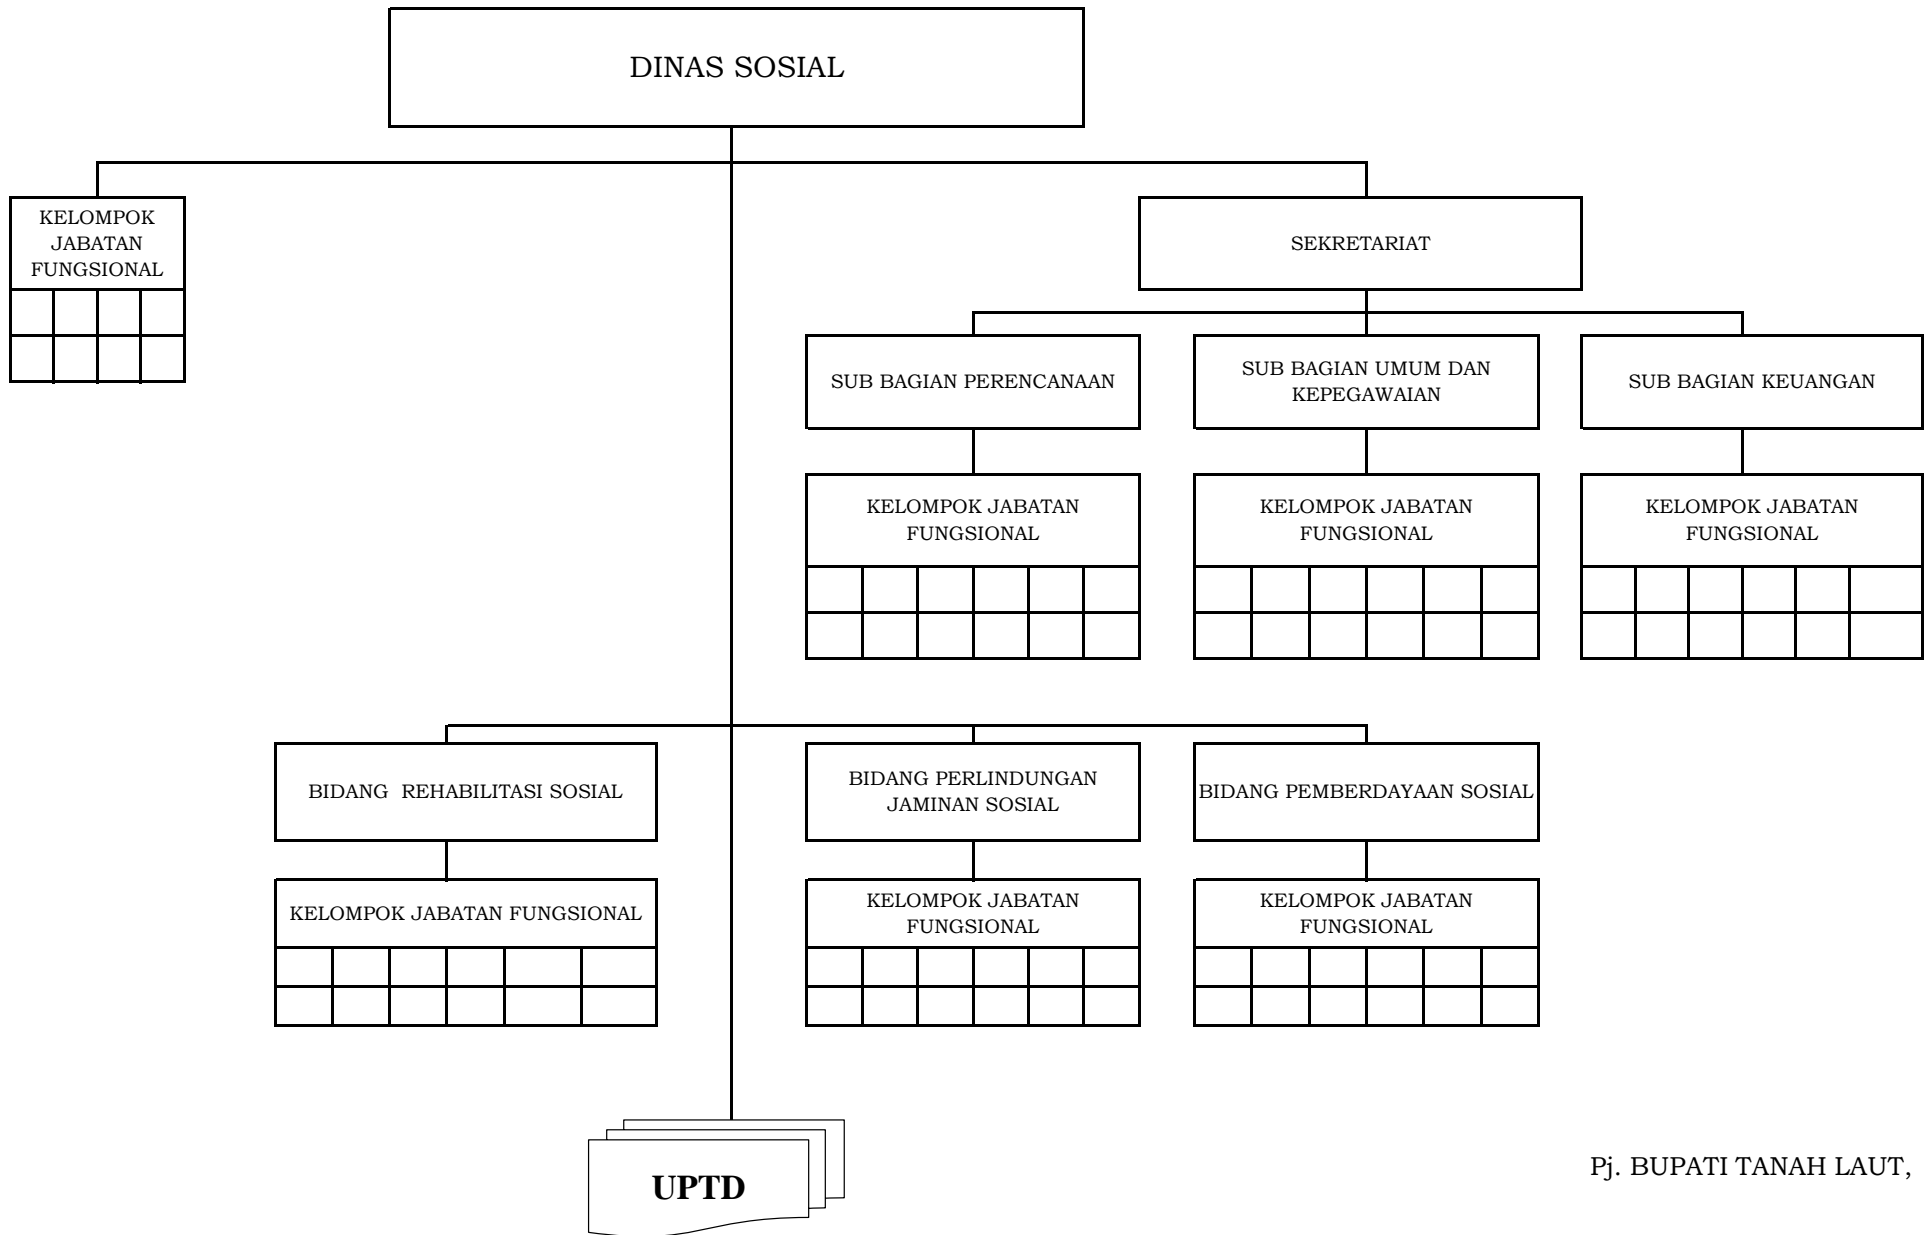 DINAS SOSIAL
KELOMPOK
JABATAN
FUNGSIONAL
SEKRETARIAT
SUB BAGIAN PERENCANAAN
SUB BAGIAN UMUM DAN
KEPEGAWAIAN
SUB BAGIAN KEUANGAN
KELOMPOK JABATAN
FUNGSIONAL
KELOMPOK JABATAN
FUNGSIONAL
KELOMPOK JABATAN
FUNGSIONAL
BIDANG REHABILITASI SOSIAL
BIDANG PERLINDUNGAN
JAMINAN SOSIAL
BIDANG PEMBERDAYAAN SOSIAL
KELOMPOK JABATAN FUNGSIONAL
KELOMPOK JABATAN
FUNGSIONAL
KELOMPOK JABATAN
FUNGSIONAL
UPTD
Pj. BUPATI TANAH LAUT,